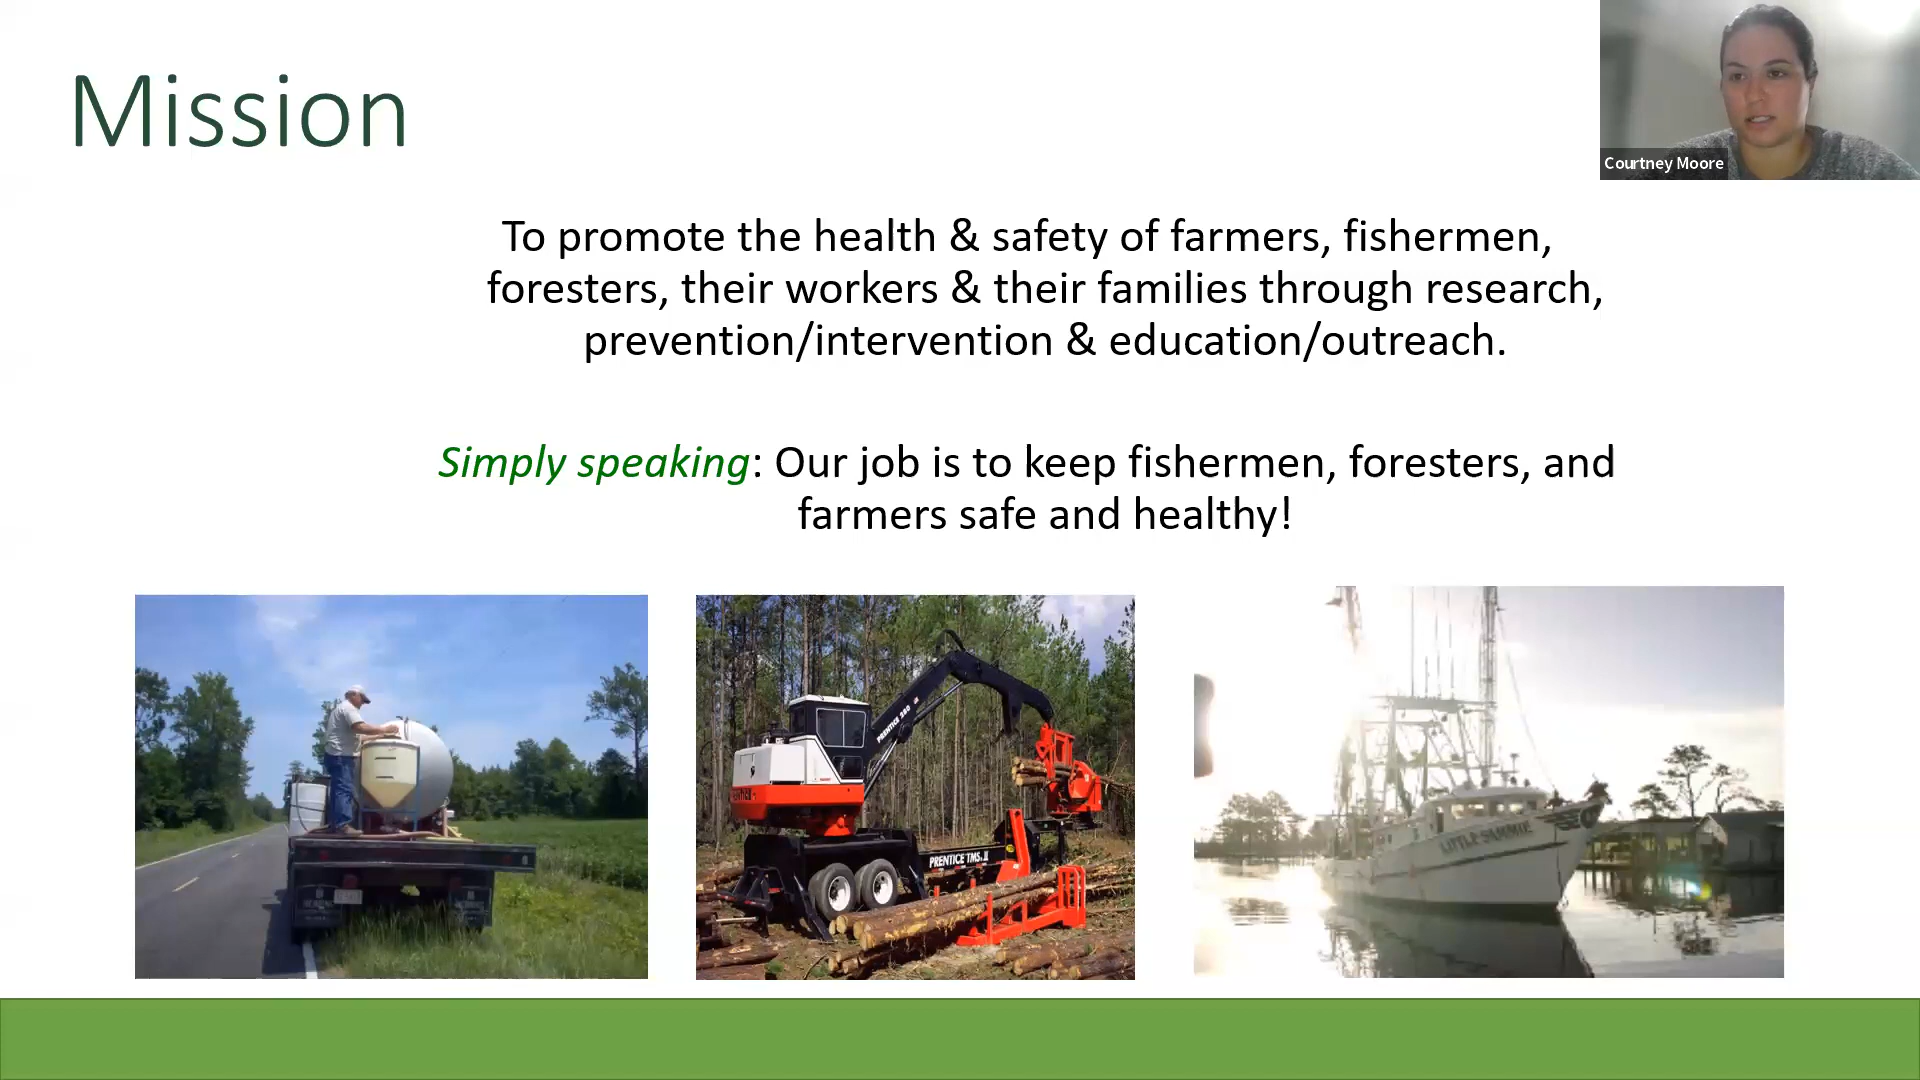 Mission
Courtney Moore
To promote the health & safety of farmers, fishermen,
foresters, their workers & their families through research,
prevention/intervention & education/outreach.
Simply speaking: Our job is to keep fishermen, foresters, and
farmers safe and healthy!
PRENTICE 280
PRENTICE TMS II
LITTLE SAMMIE